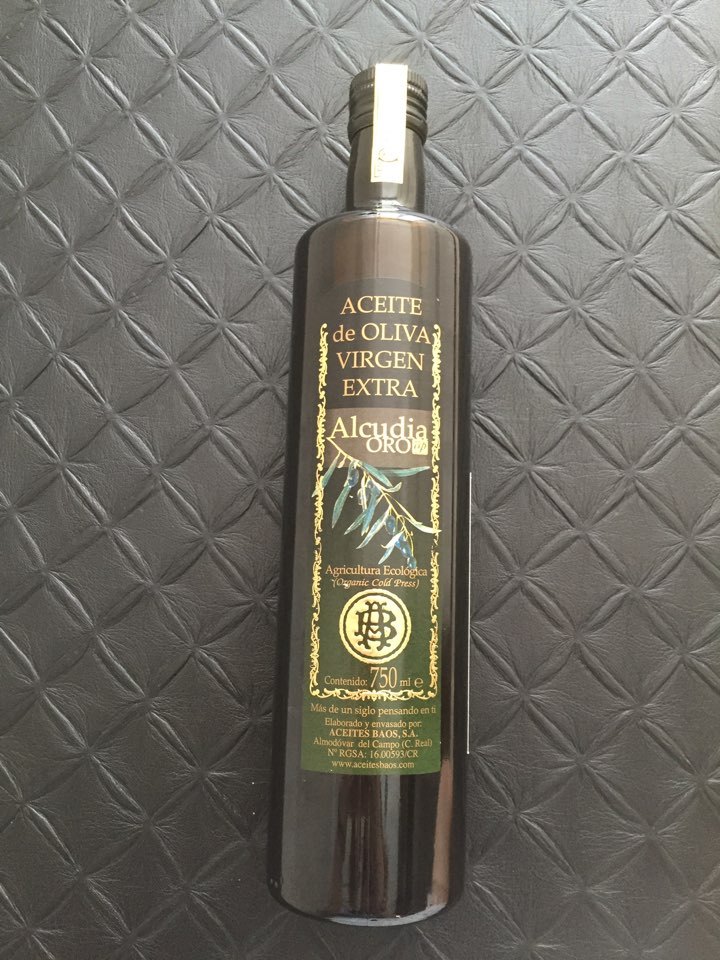 ACEITE
de OLIVA
VIRGEN
EXTRA
Alcudia
ORO
Agricultura Ecológica
(Organic Cold Press)
Contenido: 750 ml e
Más de un siglo pensando en ti
Elaborado y envasado por:
ACEITES BAOS, S.A.
Almodóvar del Campo (C. Real)
Nº RGSA: 16.00593/CR
www.aceitesbaos.com